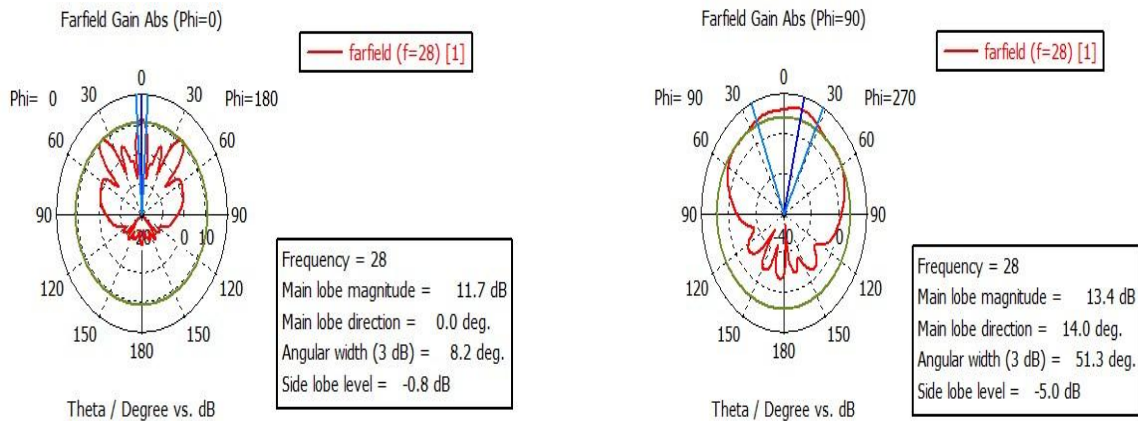 Farfield Gain Abs (Phi=0)
farfield (f=28) [1]
0
30
30
Phi= 0
Phi=180
60
60
90
90
-20
0
10
120
120
150
150
180
Theta / Degree vs. dB
Frequency = 28
Main lobe magnitude = 11.7 dB
Main lobe direction = 0.0 deg.
Angular width (3 dB) = 8.2 deg.
Side lobe level = -0.8 dB
Farfield Gain Abs (Phi=90)
farfield (f=28) [1]
0
30
30
Phi= 90
Phi=270
60
60
90
90
-40
0
120
120
150
150
180
Theta / Degree vs. dB
Frequency = 28
Main lobe magnitude = 13.4 dB
Main lobe direction = 14.0 deg.
Angular width (3 dB) = 51.3 deg.
Side lobe level = -5.0 dB